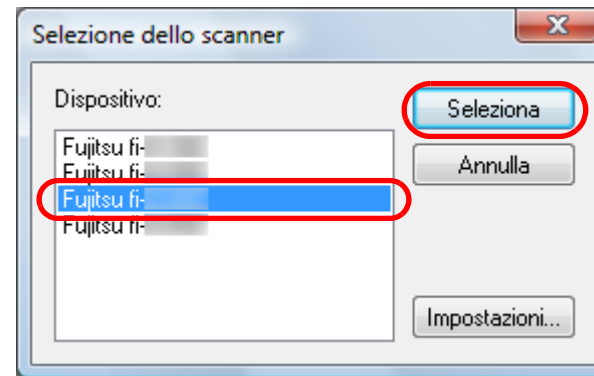 Selezione dello scanner
Dispositivo:
Fujitsu fi-
Fujitsu fi-
Fujitsu fi-
Fujitsu fi-
Seleziona
Annulla
Impostazioni...